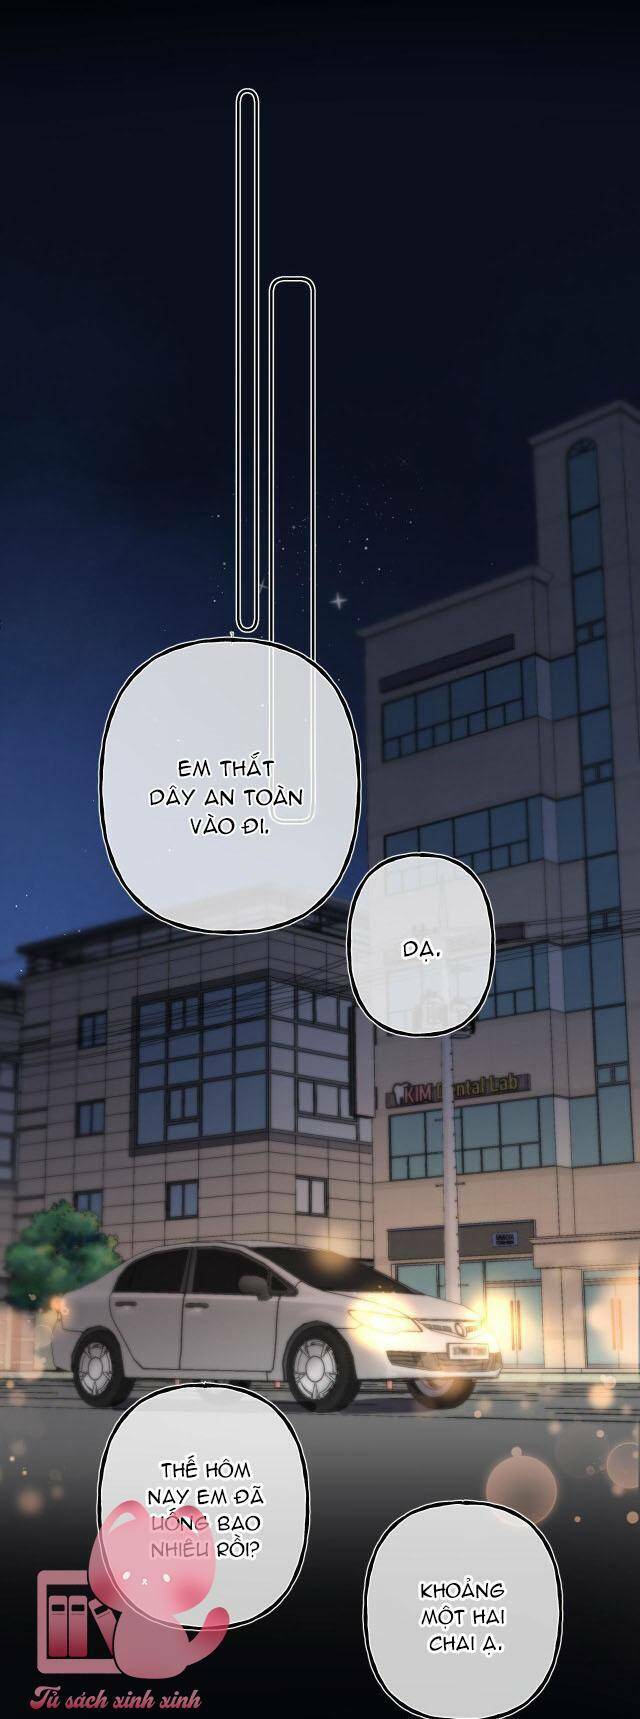 EM THẮT
DÂY AN TOÀN
VÀO ĐI.
DẠ.
KIM Dental Lab
THẾ HÔM
NAY EM ĐÃ
UỐNG BAO
NHIÊU RỒI?
KHOẢNG
MỘT HAI
CHAI Ạ.
Tủ sách xinh xinh